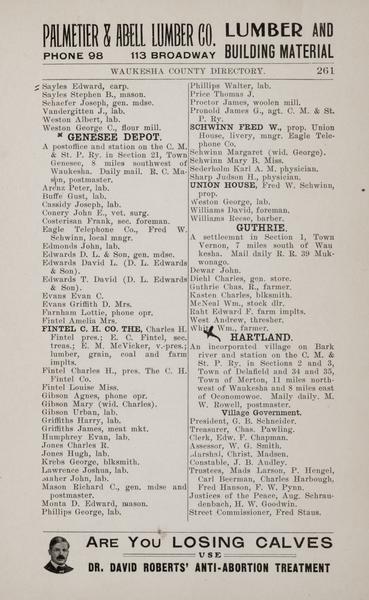 PALMETIER & ABELL LUMBER CO.
PHONE 98 113 BROADWAY
LUMBER AND
BUILDING MATERIAL
WAUKESHA COUNTY DIRECTORY. 261
Sayles Edward, carp.
Sayles Stephen B., mason.
Schaefer Joseph, gen. mdse.
Vandergitten J., lab.
Weston Albert, lab.
Weston George C., flour mill.
GENESEE DEPOT.
A postoffice and station on the C. M.
& St. P. Ry. in Section 21, Town
Genesee, 8 miles southwest of
Waukesha. Daily mail. R. C. Ma-
son, postmaster.
Arenz Peter, lab.
Buffe Gust, lab.
Cassidy Joseph, lab.
Conery John E., vet. surg.
Costerisan Frank, sec. foreman.
Eagle Telephone Co., Fred W.
Schwinn, local mngr.
Edmonds John, lab.
Edwards D. L. & Son, gen. mdse.
Edwards David L. (D. L. Edwards
& Son).
Edwards T. David (D. L. Edwards
& Son).
Evans Evan C.
Evans Griffith D. Mrs.
Farnham Lottie, phone opr.
Fintel Amelia Mrs.
FINTEL C. H. CO. THE, Charles H.
Fintel pres.; E. C. Fintel, sec.
treas.; E. M. McVicker, v-pres.;
lumber, grain, coal and farm
implts.
Fintel Charles H., pres. The C. H.
Fintel Co.
Fintel Louise Miss.
Gibson Agnes, phone opr.
Gibson Mary (wid. Charles).
Gibson Urban, lab.
Griffiths Harry, lab.
Griffiths James, meat mkt.
Humphrey Evan, lab.
Jones Charles R.
Jones Hugh, lab.
Krebs George, blksmith.
Lawrence Joshua, lab.
Maher John, lab.
Mason Richard C., gen. mdse and
postmaster.
Monta D. Edward, mason.
Phillips George, lab.
Phillips Walter, lab.
Price Thomas J.
Proctor James, woolen mill.
Pronald James G., agt. C. M. & St.
P. Ry.
SCHWINN FRED W., prop. Union
House, livery, mngr. Eagle Tele-
phone Co.
Schwinn Margaret (wid. George).
Schwinn Mary B. Miss.
Sederholm Karl A. M, physician.
Sharp Judson H., physician.
UNION HOUSE, Fred W. Schwinn,
prop.
Weston George, lab.
Williams David, foreman.
Williams Reese, barber.
GUTHRIE.
A settlement in Section 1, Town
Vernon, 7 miles south of Wau
kesha. Mail daily R. R. 39 Muk-
wonago.
Dewar John.
Diehl Charles, gen. store.
Guthrie Chas R., farmer.
Kasten Charles, blksmith.
McNeal Wm., stock dlr.
Raht Edward F. farm implts.
West Andrew, thresher.
White Wm., farmer.
HARTLAND.
An incorporated village on Bark
river and station on the C. M. &
St. P. Ry. in Sections 2 and 3,
Town of Delafield and 34 and 35,
Town of Merton, 11 miles north-
west of Waukesha and 8 miles east
of Oconomowoc. Maily daily. M.
W. Rowell, postmaster.
Village Government.
President, G. B. Schneider.
Treasurer, Chas. Pawling.
Clerk, Edw. F. Chapman.
Assessor, W. G. Smith.
Marshal, Christ, Madsen.
Constable, J. B. Audley.
Trustees, Mads Larson, P. Hengel,
Carl Beerman, Charles Harbough,
Fred Hanson, F. W. Pynn.
Justices of the Peace, Aug. Schrau-
denbach, H. W. Goodwin.
Street Commissioner, Fred Staus.
ARE YOU LOSING CALVES
USE
DR. DAVID ROBERTS' ANTI-ABORTION TREATMENT